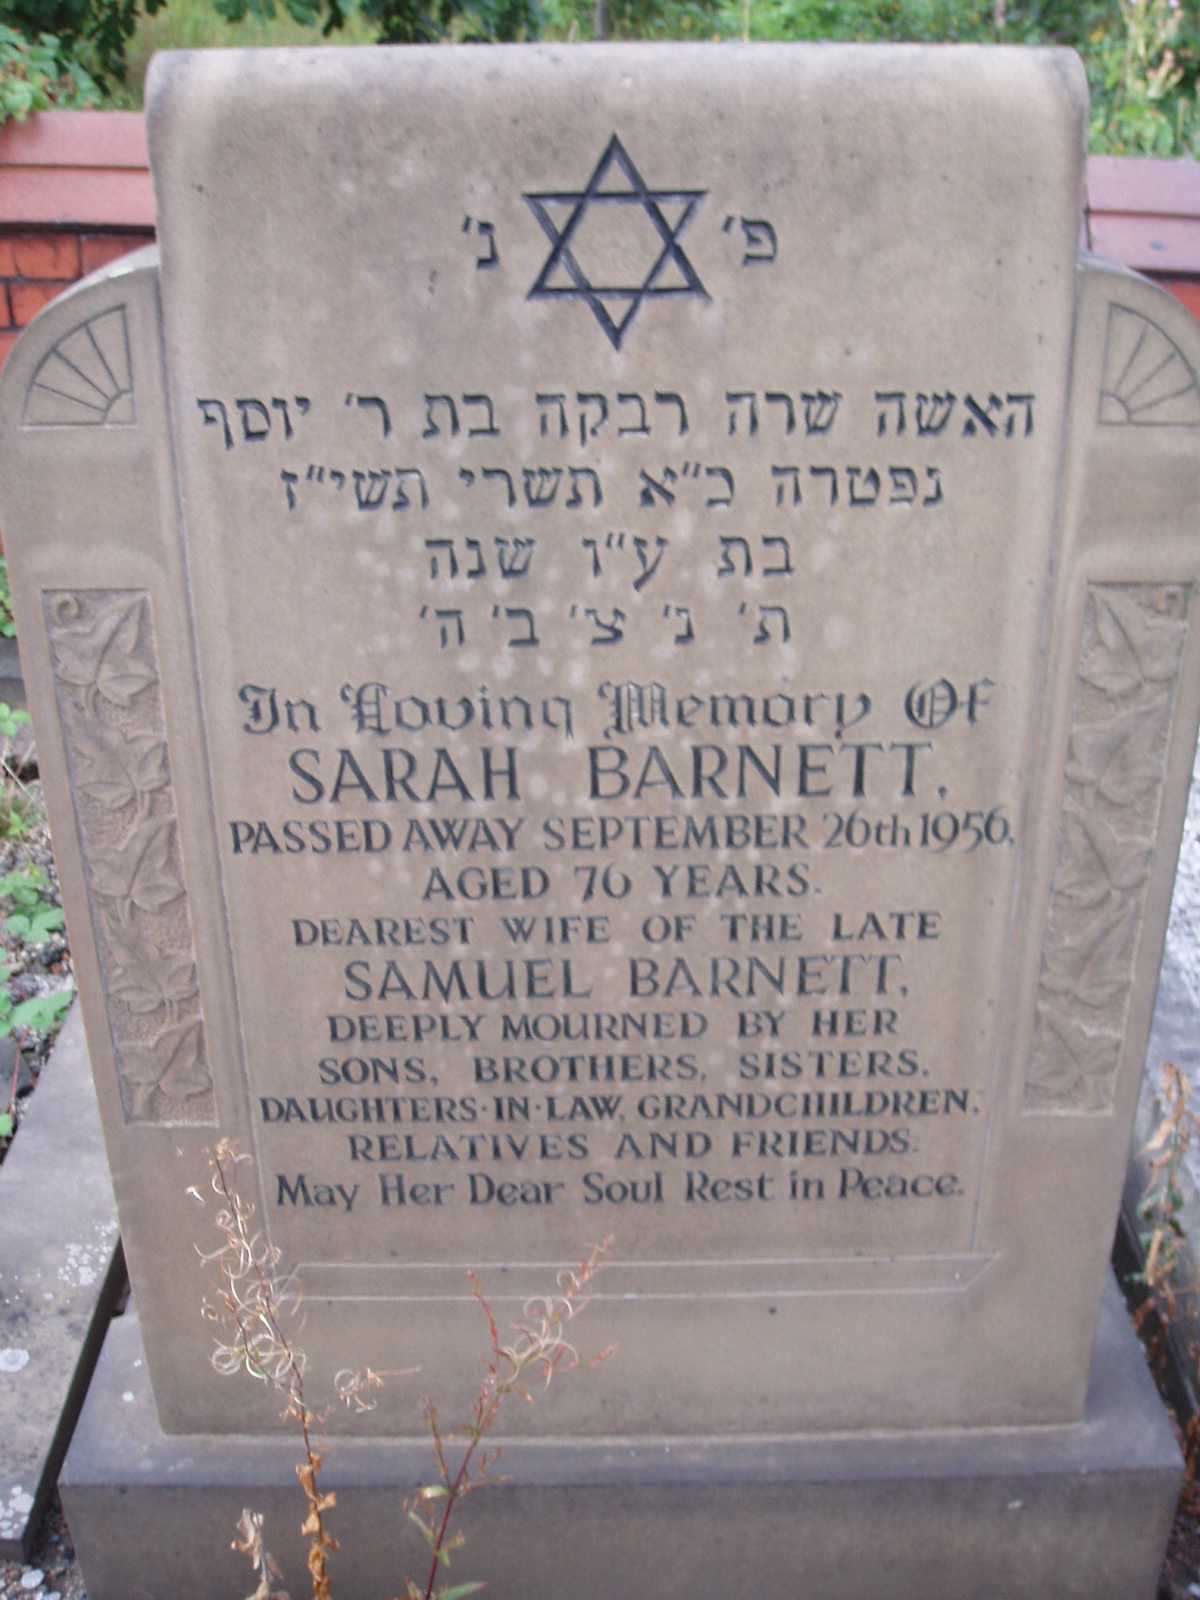 פ׳ נ׳
האשה שרה רבקה בת ר׳ יוסף
נפטרה כ״א תשרי תשי״ז
בת ע״ו שנה
ת׳ נ׳ צ׳ ב׳ ה׳
In Loving Memory Of
SARAH BARNETT,
PASSED AWAY SEPTEMBER 26th 1956,
AGED 76 YEARS.
DEAREST WIFE OF THE LATE
SAMUEL BARNETT,
DEEPLY MOURNED BY HER
SONS, BROTHERS, SISTERS,
DAUGHTERS-IN-LAW, GRANDCHILDREN,
RELATIVES AND FRIENDS.
May Her Dear Soul Rest in Peace.